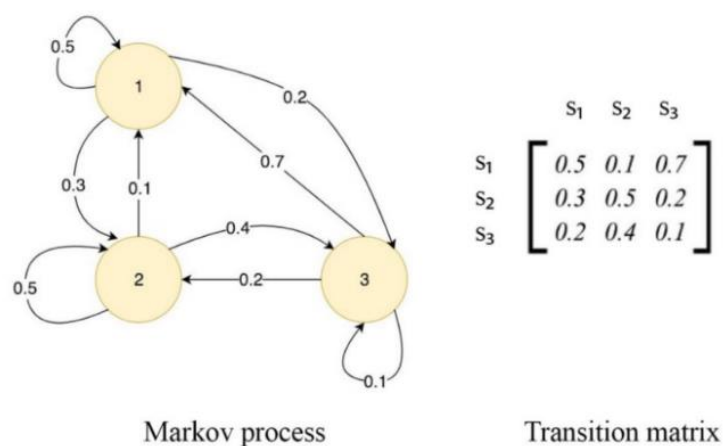 0.5
1
0.2
0.7
0.3
0.1
0.4
2
0.2
3
0.5
0.1
Markov process
S1 S2 S3
S1 0.5 0.1 0.7
S2 0.3 0.5 0.2
S3 0.2 0.4 0.1
Transition matrix